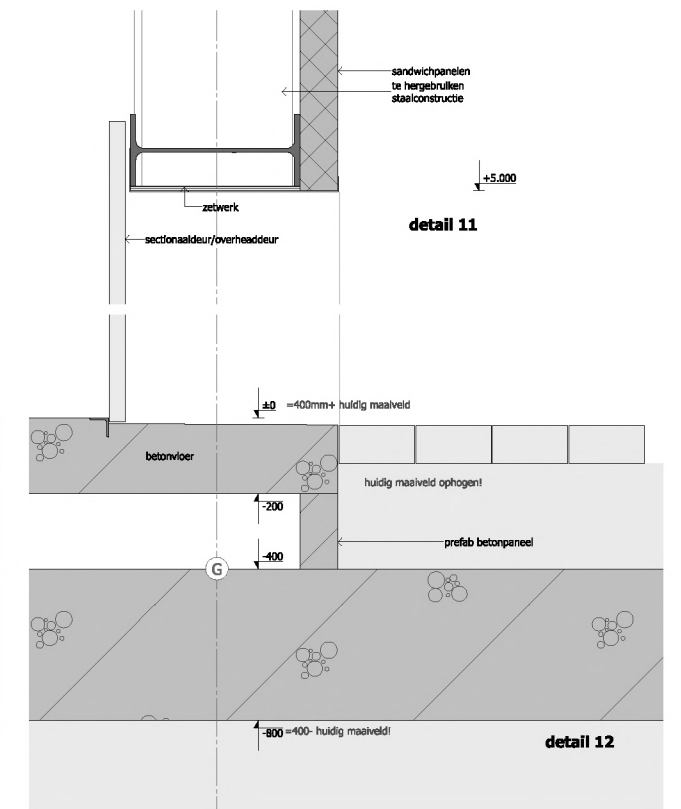 sandwichpanelen
te hergebruiken
staalconstructie
+5.000
zetwerk
detail 11
sectionaaldeur/overheaddeur
±0 =400mm+ huidig maaiveld
betonvloer
huidig maaiveld ophogen!
-200
prefab betonpaneel
-400
G
-800 =400- huidig maaiveld!
detail 12